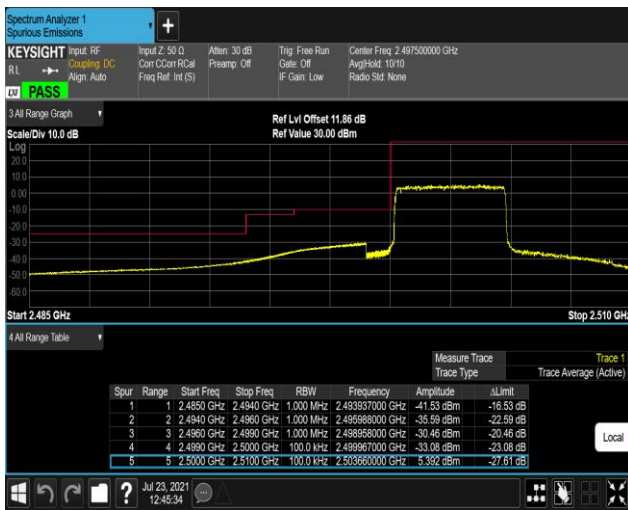 Spectrum Analyzer 1
Spurious Emissions
+
KEYSIGHT Input: RF Input Z: 50 Ω Atten: 30 dB Trig: Free Run Center Freq: 2.497500000 GHz
RL Coupling: DC Corr CCorr RCal Preamp: Off Gate: Off Avg|Hold: 10/10
Align: Auto Freq Ref: Int (S) IF Gain: Low Radio Std: None
LXI PASS
3 All Range Graph
Ref Lvl Offset 11.86 dB
Scale/Div 10.0 dB Ref Value 30.00 dBm
Log
20.0
10.0
0.00
-10.0
-20.0
-30.0
-40.0
-50.0
-60.0
Start 2.485 GHz Stop 2.510 GHz
4 All Range Table
Measure Trace Trace 1
Trace Type Trace Average (Active)
Spur Range Start Freq Stop Freq RBW Frequency Amplitude ΔLimit
1 1 2.4850 GHz 2.4940 GHz 1.000 MHz 2.493937000 GHz -41.53 dBm -16.53 dB
2 2 2.4940 GHz 2.4960 GHz 1.000 MHz 2.495988000 GHz -35.59 dBm -22.59 dB
3 3 2.4960 GHz 2.4990 GHz 1.000 MHz 2.498958000 GHz -30.46 dBm -20.46 dB
4 4 2.4990 GHz 2.5000 GHz 100.0 kHz 2.499967000 GHz -33.08 dBm -23.08 dB
5 5 2.5000 GHz 2.5100 GHz 100.0 kHz 2.503660000 GHz 5.392 dBm -27.61 dB
Local
? Jul 23, 2021
12:45:34